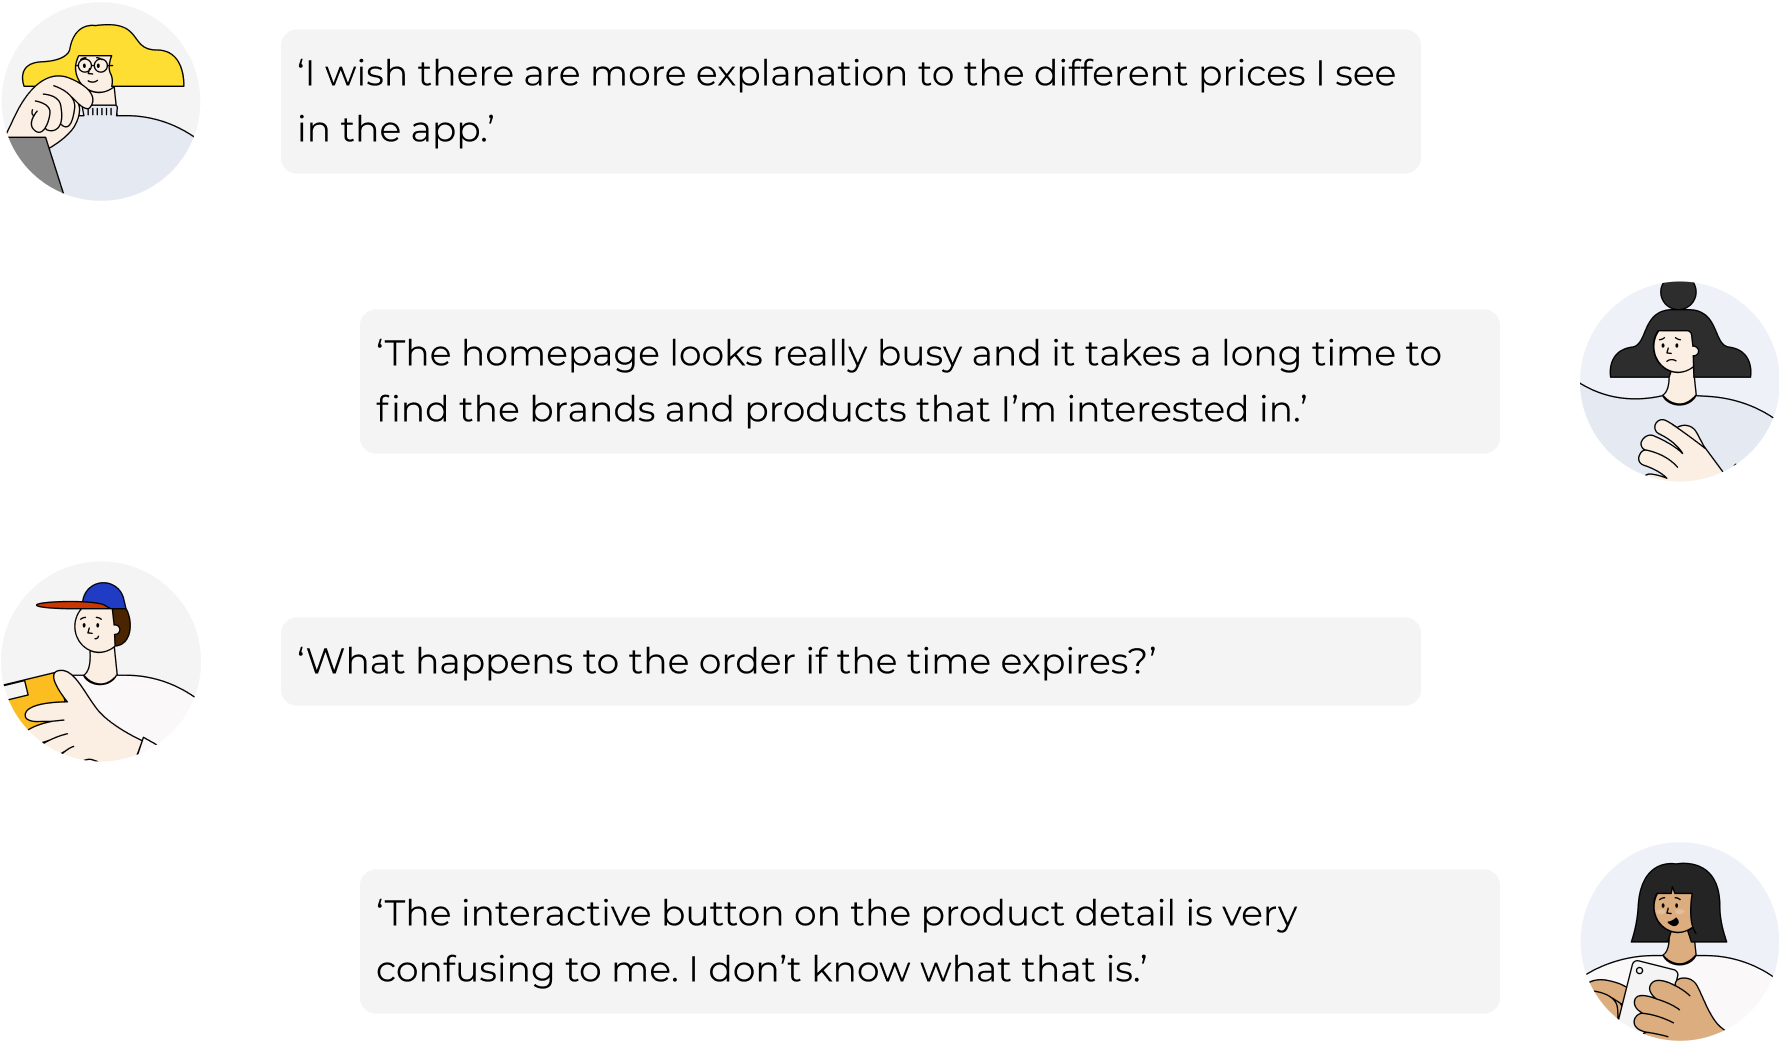 ‘I wish there are more explanation to the different prices I see
in the app.’
‘The homepage looks really busy and it takes a long time to
find the brands and products that I’m interested in.’
‘What happens to the order if the time expires?’
‘The interactive button on the product detail is very
confusing to me. I don’t know what that is.’